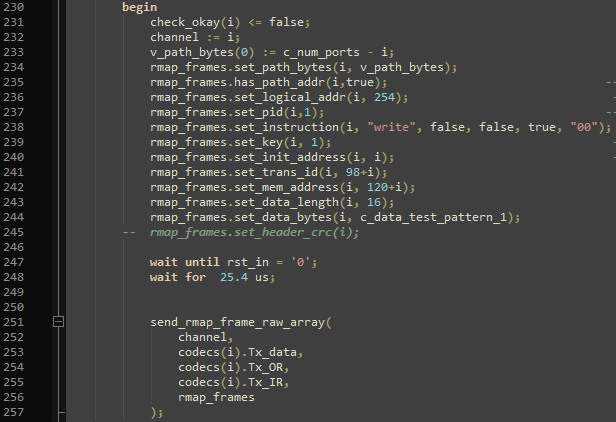 230 begin
231 check_okay(i) <= false;
232 channel := i;
233 v_path_bytes(0) := c_num_ports - i;
234 rmap_frames.set_path_bytes(i, v_path_bytes);
235 rmap_frames.has_path_addr(i,true); --
236 rmap_frames.set_logical_addr(i, 254); -
237 rmap_frames.set_pid(i,1); --
238 rmap_frames.set_instruction(i, "write", false, false, true, "00");
239 rmap_frames.set_key(i, 1); -
240 rmap_frames.set_init_address(i, i); -
241 rmap_frames.set_trans_id(i, 98+i);
242 rmap_frames.set_mem_address(i, 120+i);
243 rmap_frames.set_data_length(i, 16);
244 rmap_frames.set_data_bytes(i, c_data_test_pattern_1);
245 -- rmap_frames.set_header_crc(i);
246
247 wait until rst_in = '0';
248 wait for 25.4 us;
249
250
251 send_rmap_frame_raw_array(
252 channel,
253 codecs(i).Tx_data,
254 codecs(i).Tx_OR,
255 codecs(i).Tx_IR,
256 rmap_frames
257 );